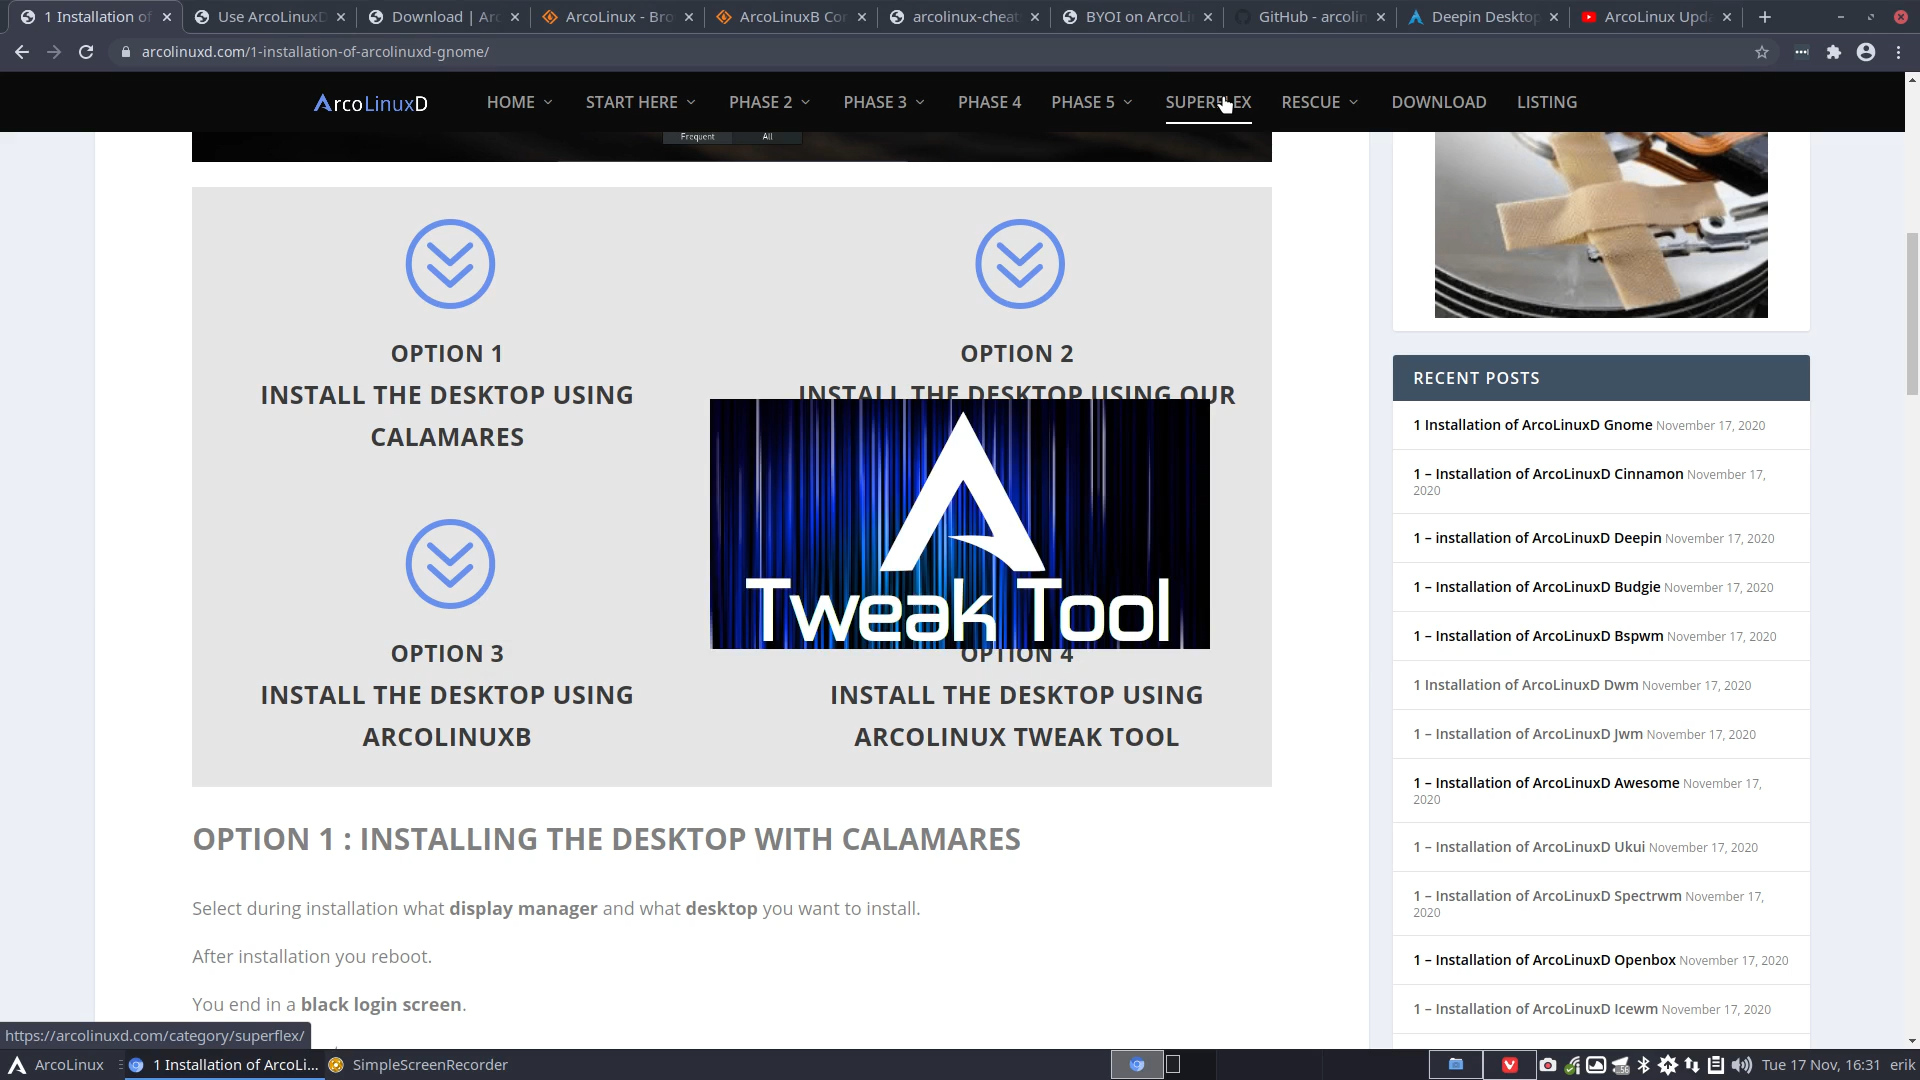 1 Installation of
Use ArcoLinuxD
Download | Arc
ArcoLinux - Bro
ArcoLinuxB Co
arcolinux-cheat
BYOI on ArcoLi
GitHub - arcolin
Deepin Desktop
ArcoLinux Upd
arcolinuxd.com/1-installation-of-arcolinuxd-gnome/
ArcoLinuxD
HOME
START HERE
PHASE 2
PHASE 3
PHASE 4
PHASE 5
SUPERFLEX
RESCUE
DOWNLOAD
LISTING
Frequent All
OPTION 1
INSTALL THE DESKTOP USING
CALAMARES
OPTION 2
INSTALL THE DESKTOP USING OUR
Tweak Tool
OPTION 3
INSTALL THE DESKTOP USING
ARCOLINUXB
OPTION 4
INSTALL THE DESKTOP USING
ARCOLINUX TWEAK TOOL
OPTION 1 : INSTALLING THE DESKTOP WITH CALAMARES
Select during installation what display manager and what desktop you want to install.
After installation you reboot.
You end in a black login screen.
RECENT POSTS
1 Installation of ArcoLinuxD Gnome November 17, 2020
1 – Installation of ArcoLinuxD Cinnamon November 17,
2020
1 – installation of ArcoLinuxD Deepin November 17, 2020
1 – Installation of ArcoLinuxD Budgie November 17, 2020
1 – Installation of ArcoLinuxD Bspwm November 17, 2020
1 Installation of ArcoLinuxD Dwm November 17, 2020
1 – Installation of ArcoLinuxD Jwm November 17, 2020
1 – Installation of ArcoLinuxD Awesome November 17,
2020
1 – Installation of ArcoLinuxD Ukui November 17, 2020
1 – Installation of ArcoLinuxD Spectrwm November 17,
2020
1 – Installation of ArcoLinuxD Openbox November 17, 2020
1 – Installation of ArcoLinuxD Icewm November 17, 2020
https://arcolinuxd.com/category/superflex/
ArcoLinux
1 Installation of ArcoLi...
SimpleScreenRecorder
56
Tue 17 Nov, 16:31 erik